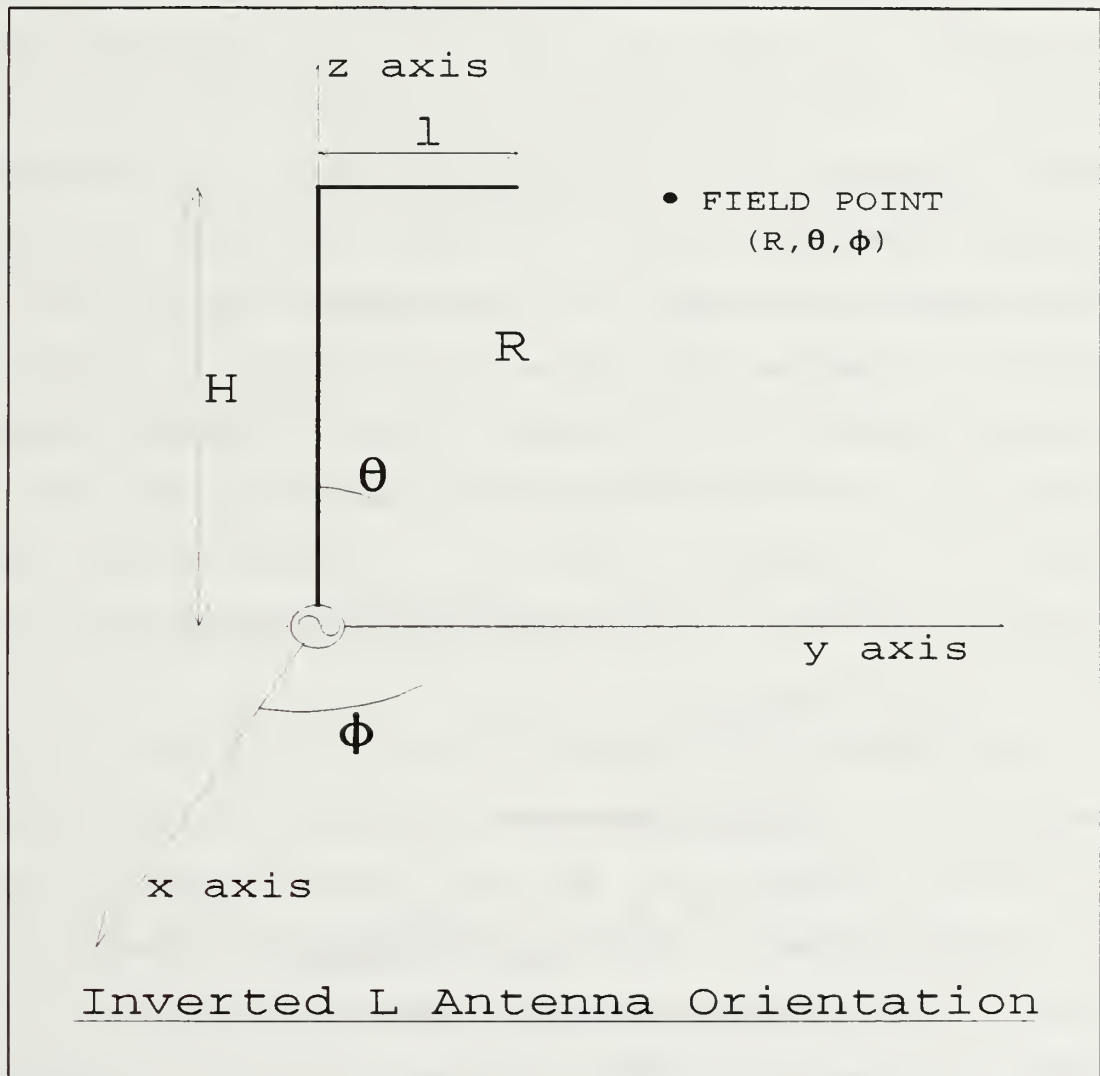 z axis
l
• FIELD POINT
(R,θ,ϕ)
R
H
θ
y axis
ϕ
x axis
Inverted L Antenna Orientation